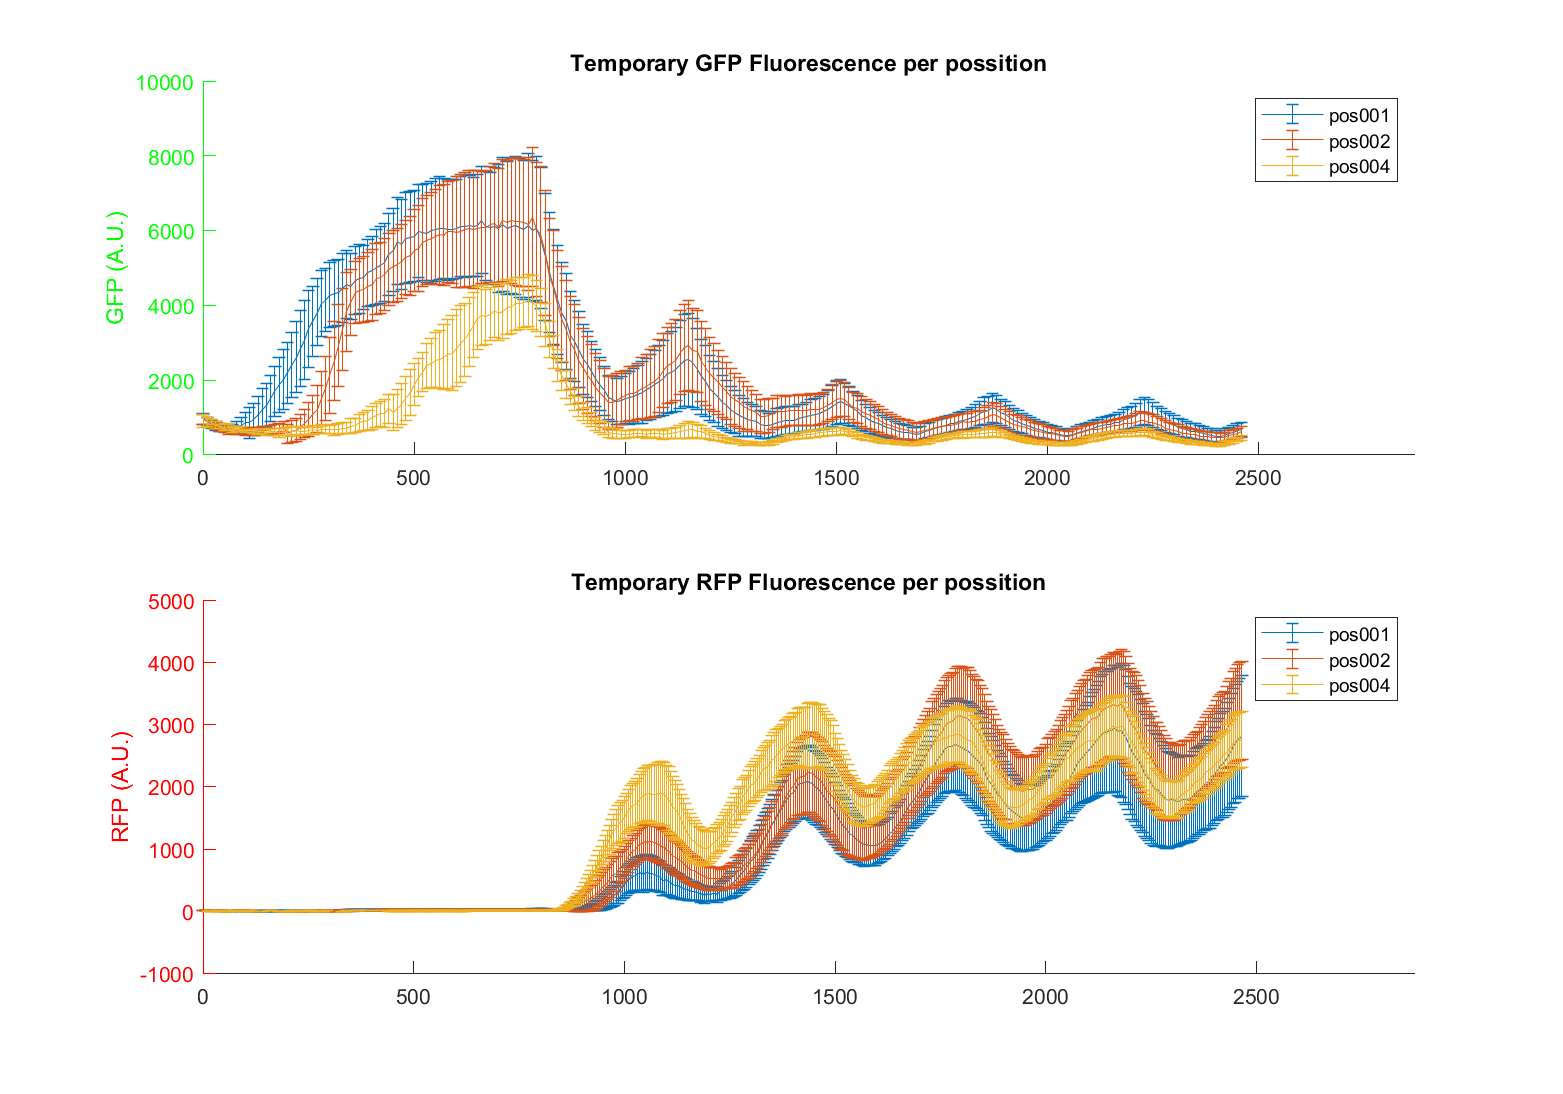 Temporary GFP Fluorescence per possition
10000
8000
6000
4000
2000
0
GFP (A.U.)
0 500 1000 1500 2000 2500
pos001
pos002
pos004
Temporary RFP Fluorescence per possition
5000
4000
3000
2000
1000
0
-1000
RFP (A.U.)
0 500 1000 1500 2000 2500
pos001
pos002
pos004